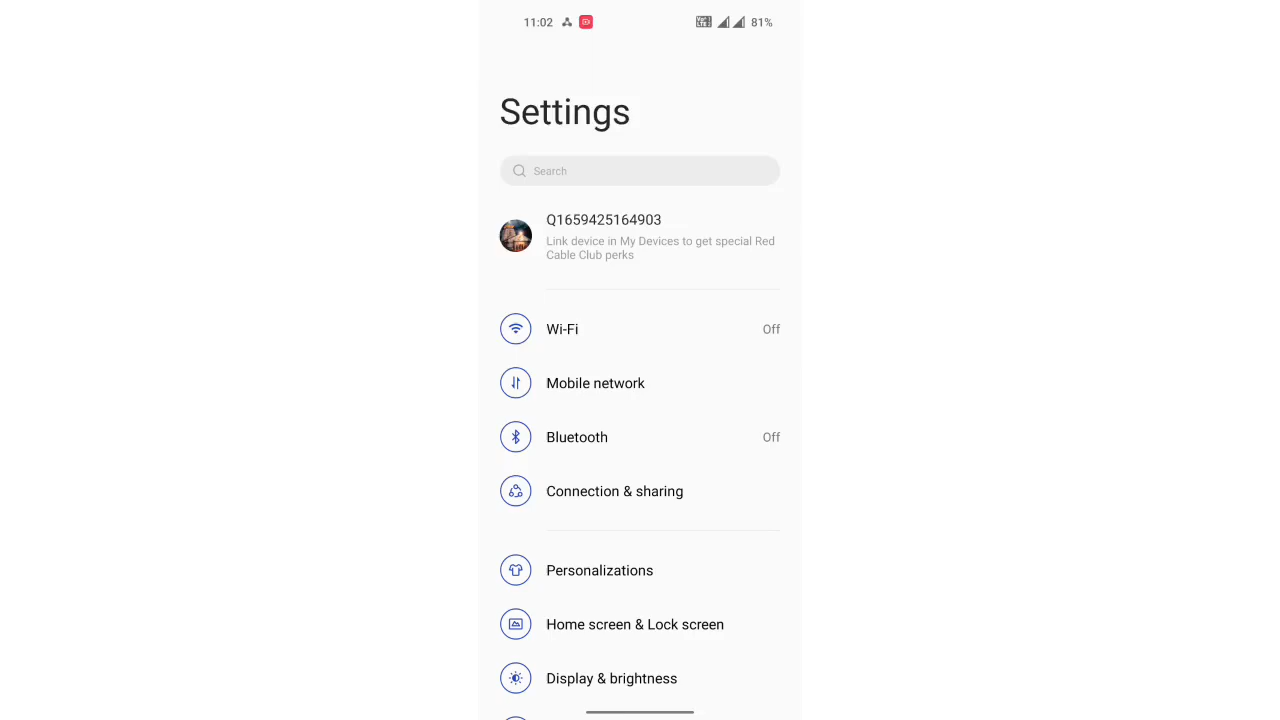 11:02 81%
Settings
Search
Q1659425164903
Link device in My Devices to get special Red
Cable Club perks
Wi-Fi Off
Mobile network
Bluetooth Off
Connection & sharing
Personalizations
Home screen & Lock screen
Display & brightness